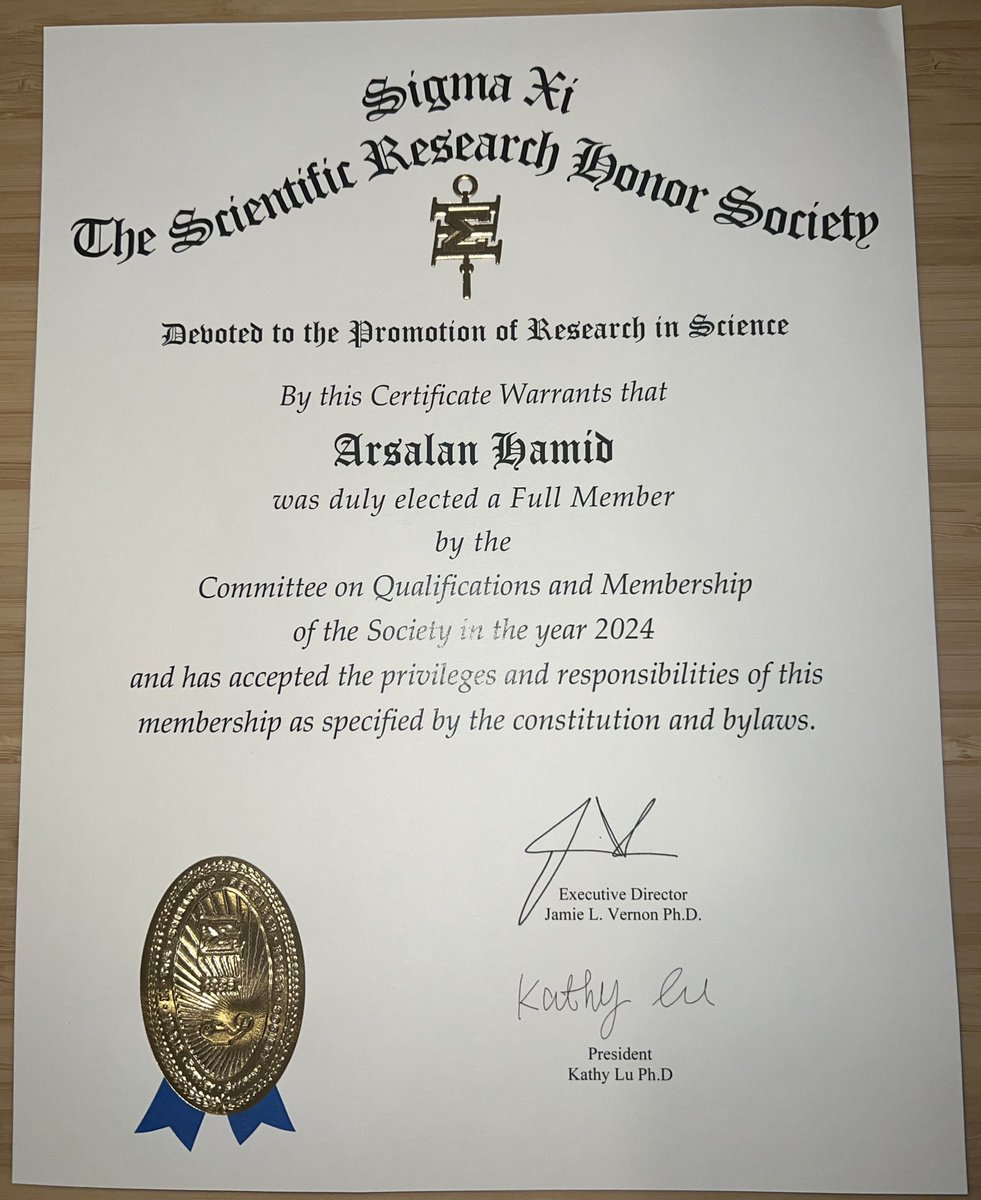 Sigma Xi
The Scientific Research Honor Society
Devoted to the Promotion of Research in Science
By this Certificate Warrants that
Arsalan Hamid
was duly elected a Full Member
by the
Committee on Qualifications and Membership
of the Society in the year 2024
and has accepted the privileges and responsibilities of this
membership as specified by the constitution and bylaws.
Executive Director
Jamie L. Vernon Ph.D.
Kathy Lu
President
Kathy Lu Ph.D